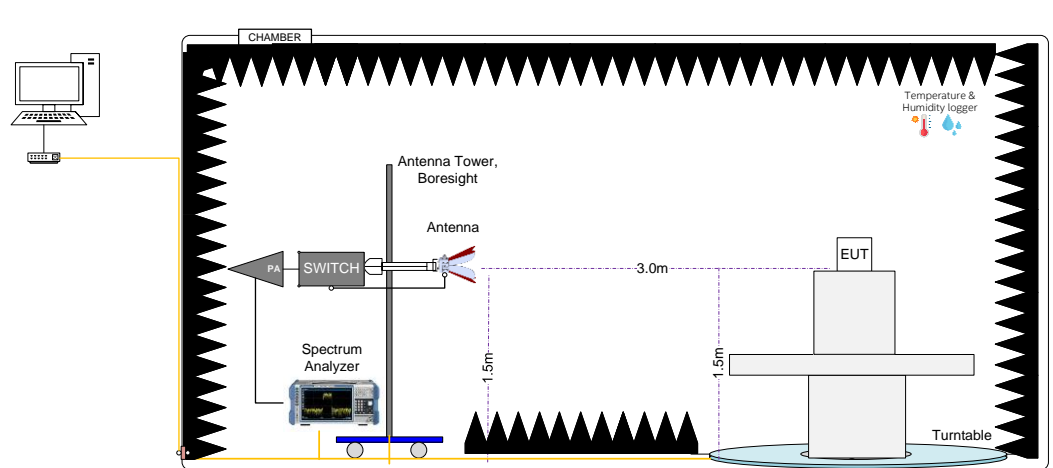 CHAMBER
Temperature &
Humidity logger
Antenna Tower,
Boresight
Antenna
EUT
PA
SWITCH
3.0m
Spectrum
Analyzer
1.5m
1.5m
Turntable